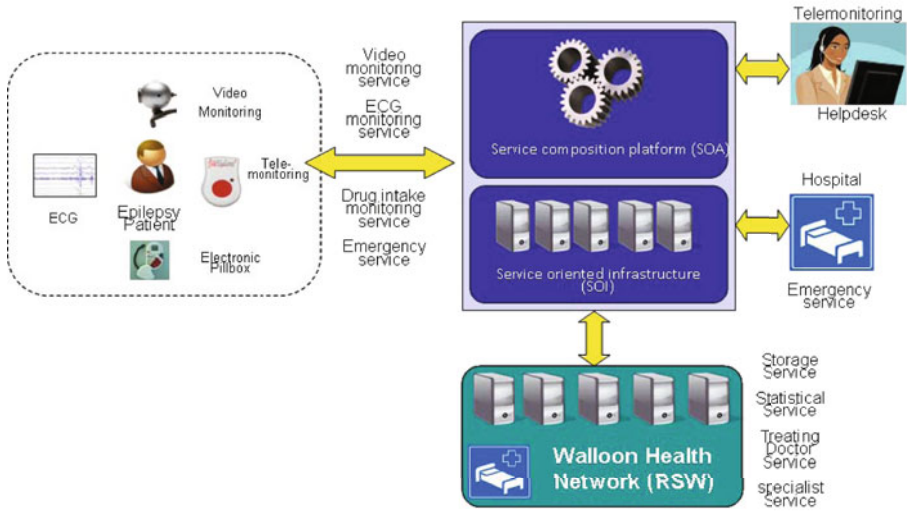 Video
Monitoring
Tele-
monitoring
ECG
Epilepsy
Patient
Electronic
Pillbox
Video
monitoring
service
ECG
monitoring
service
Drug intake
monitoring
service
Emergency
service
Service composition platform (SOA)
Service oriented infrastructure
(SOI)
Telemonitoring
Helpdesk
Hospital
Emergency
service
Walloon Health
Network (RSW)
Storage
Service
Statistical
Service
Treating
Doctor
Service
specialist
Service